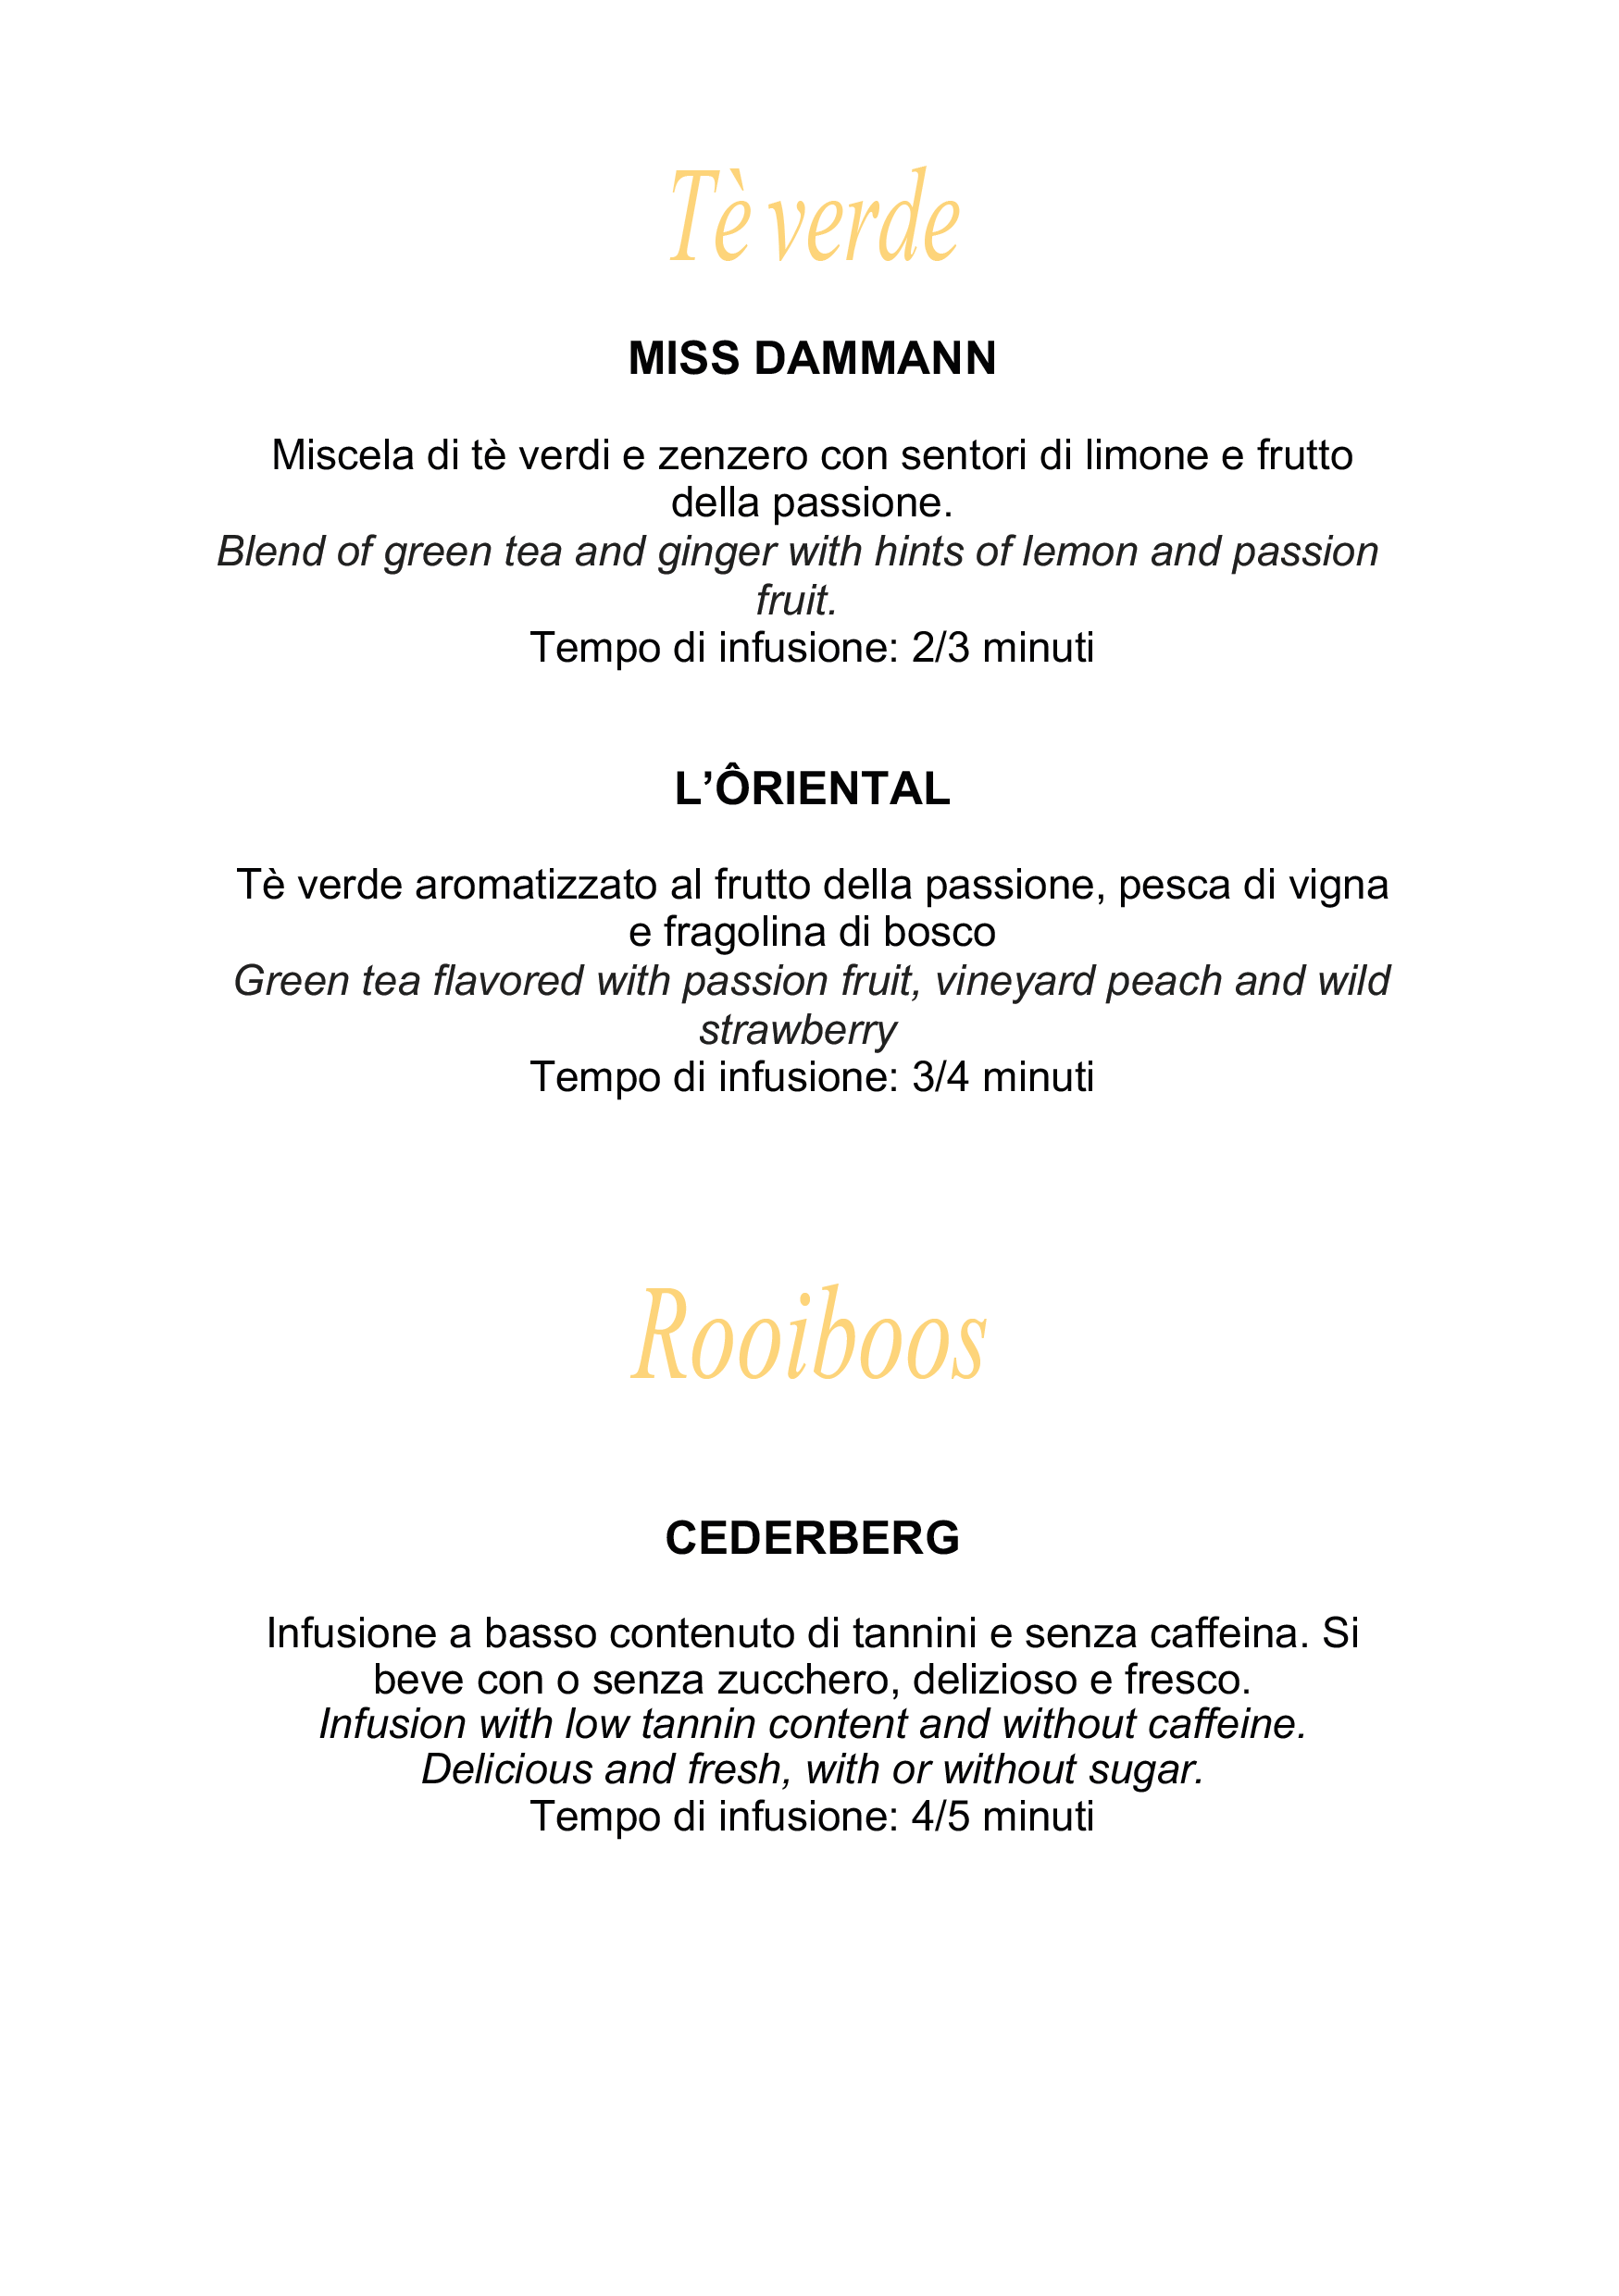 Tè verde
MISS DAMMANN
Miscela di tè verdi e zenzero con sentori di limone e frutto
della passione.
Blend of green tea and ginger with hints of lemon and passion
fruit.
Tempo di infusione: 2/3 minuti
L’ÔRIENTAL
Tè verde aromatizzato al frutto della passione, pesca di vigna
e fragolina di bosco
Green tea flavored with passion fruit, vineyard peach and wild
strawberry
Tempo di infusione: 3/4 minuti
Rooiboos
CEDERBERG
Infusione a basso contenuto di tannini e senza caffeina. Si
beve con o senza zucchero, delizioso e fresco.
Infusion with low tannin content and without caffeine.
Delicious and fresh, with or without sugar.
Tempo di infusione: 4/5 minuti